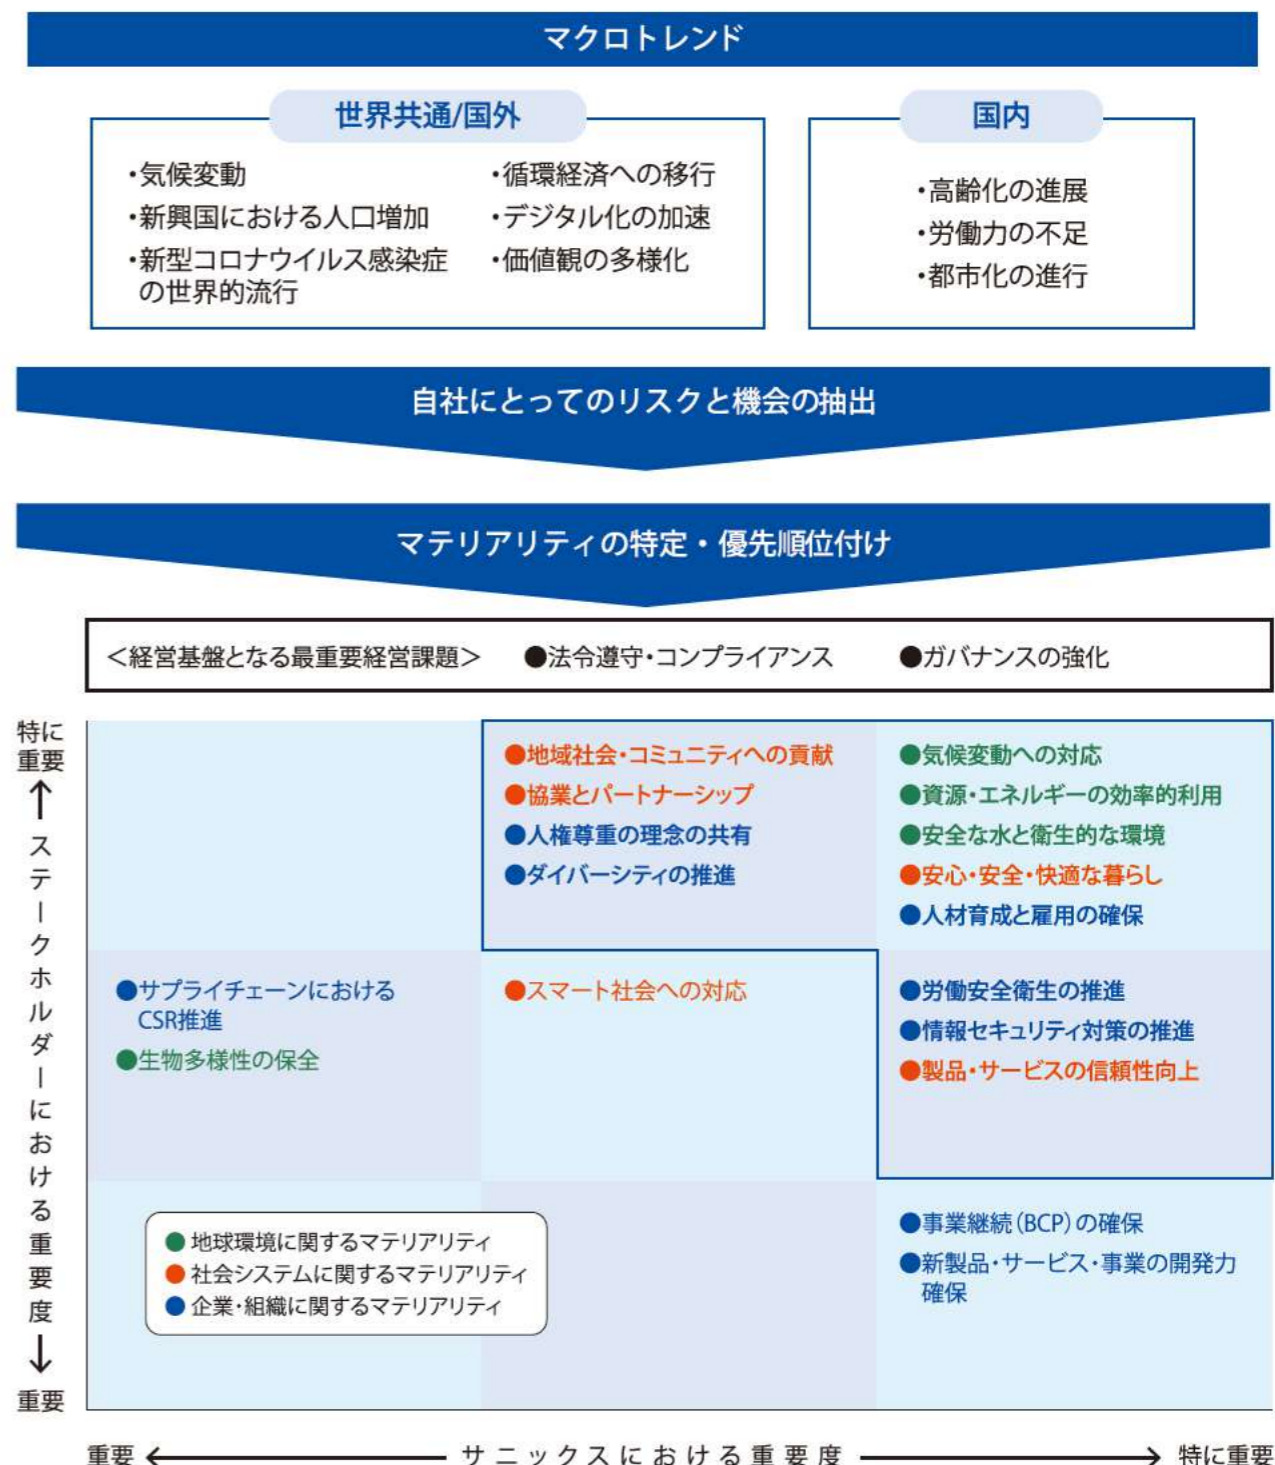 マクロトレンド
世界共通/国外
・気候変動
・新興国における人口増加
・新型コロナウイルス感染症
の世界的流行
・循環経済への移行
・デジタル化の加速
・価値観の多様化
国内
・高齢化の進展
・労働力の不足
・都市化の進行
自社にとってのリスクと機会の抽出
マテリアリティの特定・優先順位付け
＜経営基盤となる最重要経営課題＞ ●法令遵守・コンプライアンス ●ガバナンスの強化
特に
重要
ステークホルダーにおける重要度
重要
●地域社会・コミュニティへの貢献
●協業とパートナーシップ
●人権尊重の理念の共有
●ダイバーシティの推進
●気候変動への対応
●資源・エネルギーの効率的利用
●安全な水と衛生的な環境
●安心・安全・快適な暮らし
●人材育成と雇用の確保
●サプライチェーンにおける
CSR推進
●生物多様性の保全
●スマート社会への対応
●労働安全衛生の推進
●情報セキュリティ対策の推進
●製品・サービスの信頼性向上
●地球環境に関するマテリアリティ
●社会システムに関するマテリアリティ
●企業・組織に関するマテリアリティ
●事業継続（BCP）の確保
●新製品・サービス・事業の開発力
確保
重要 ← サニックスにおける重要度 → 特に重要